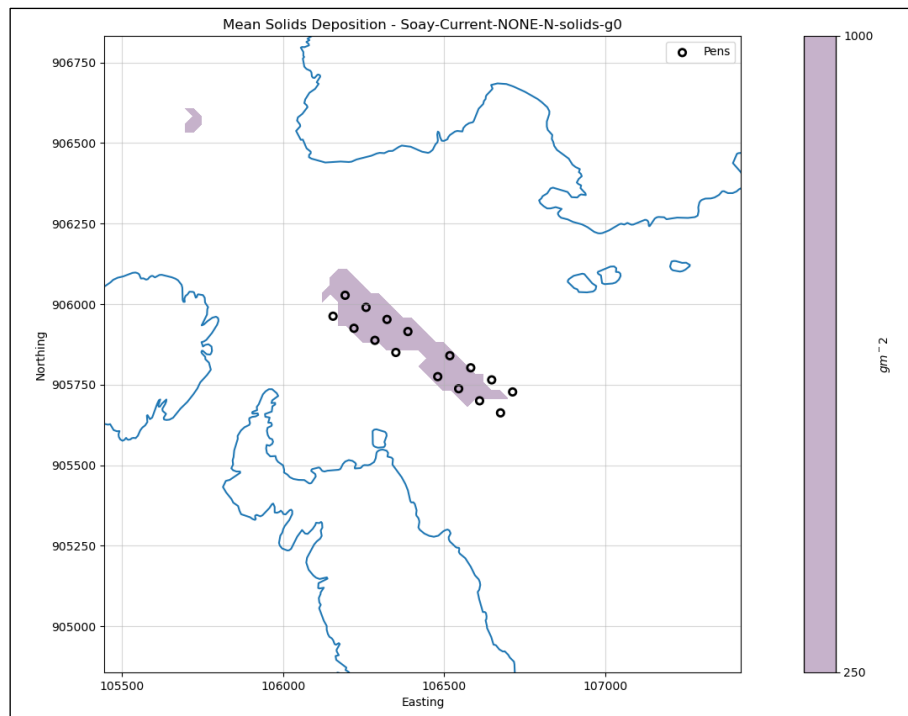 Mean Solids Deposition - Soay-Current-NONE-N-solids-g0
Pens
906750
906500
906250
906000
905750
905500
905250
905000
Northing
105500
106000
106500
107000
Easting
1000
250
gm^-2